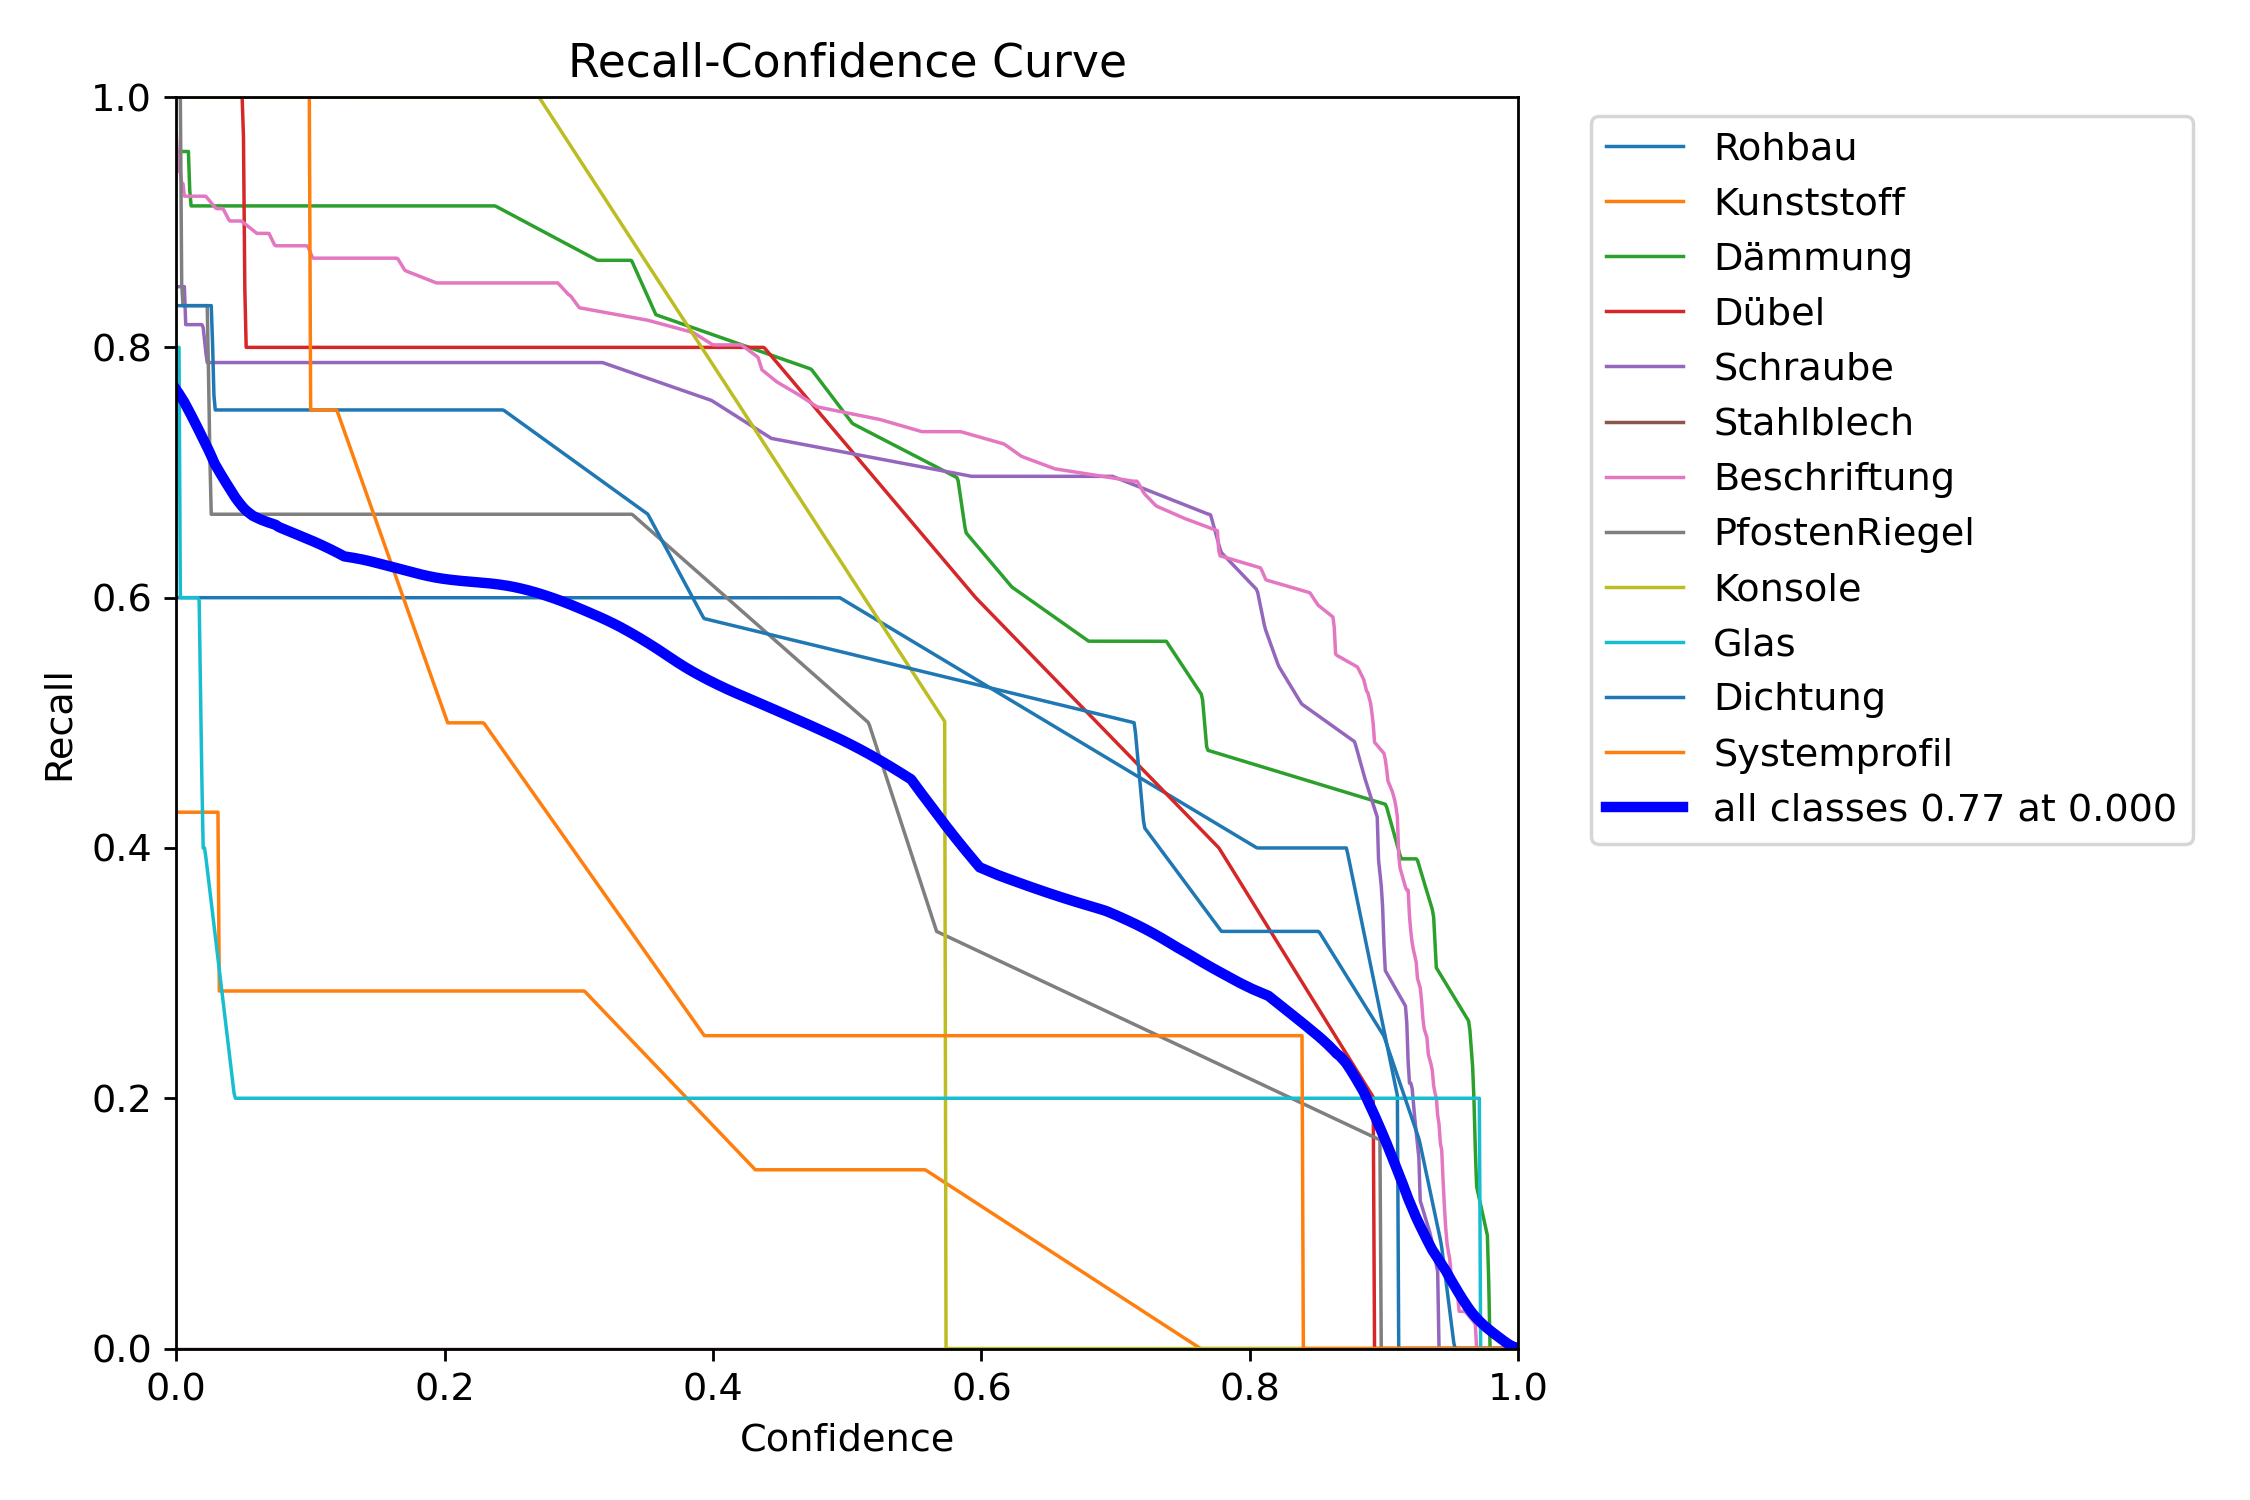 Recall-Confidence Curve
1.0
0.8
0.6
0.4
0.2
0.0
Recall
0.0 0.2 0.4 0.6 0.8 1.0
Confidence
Rohbau
Kunststoff
Dämmung
Dübel
Schraube
Stahlblech
Beschriftung
PfostenRiegel
Konsole
Glas
Dichtung
Systemprofil
all classes 0.77 at 0.000